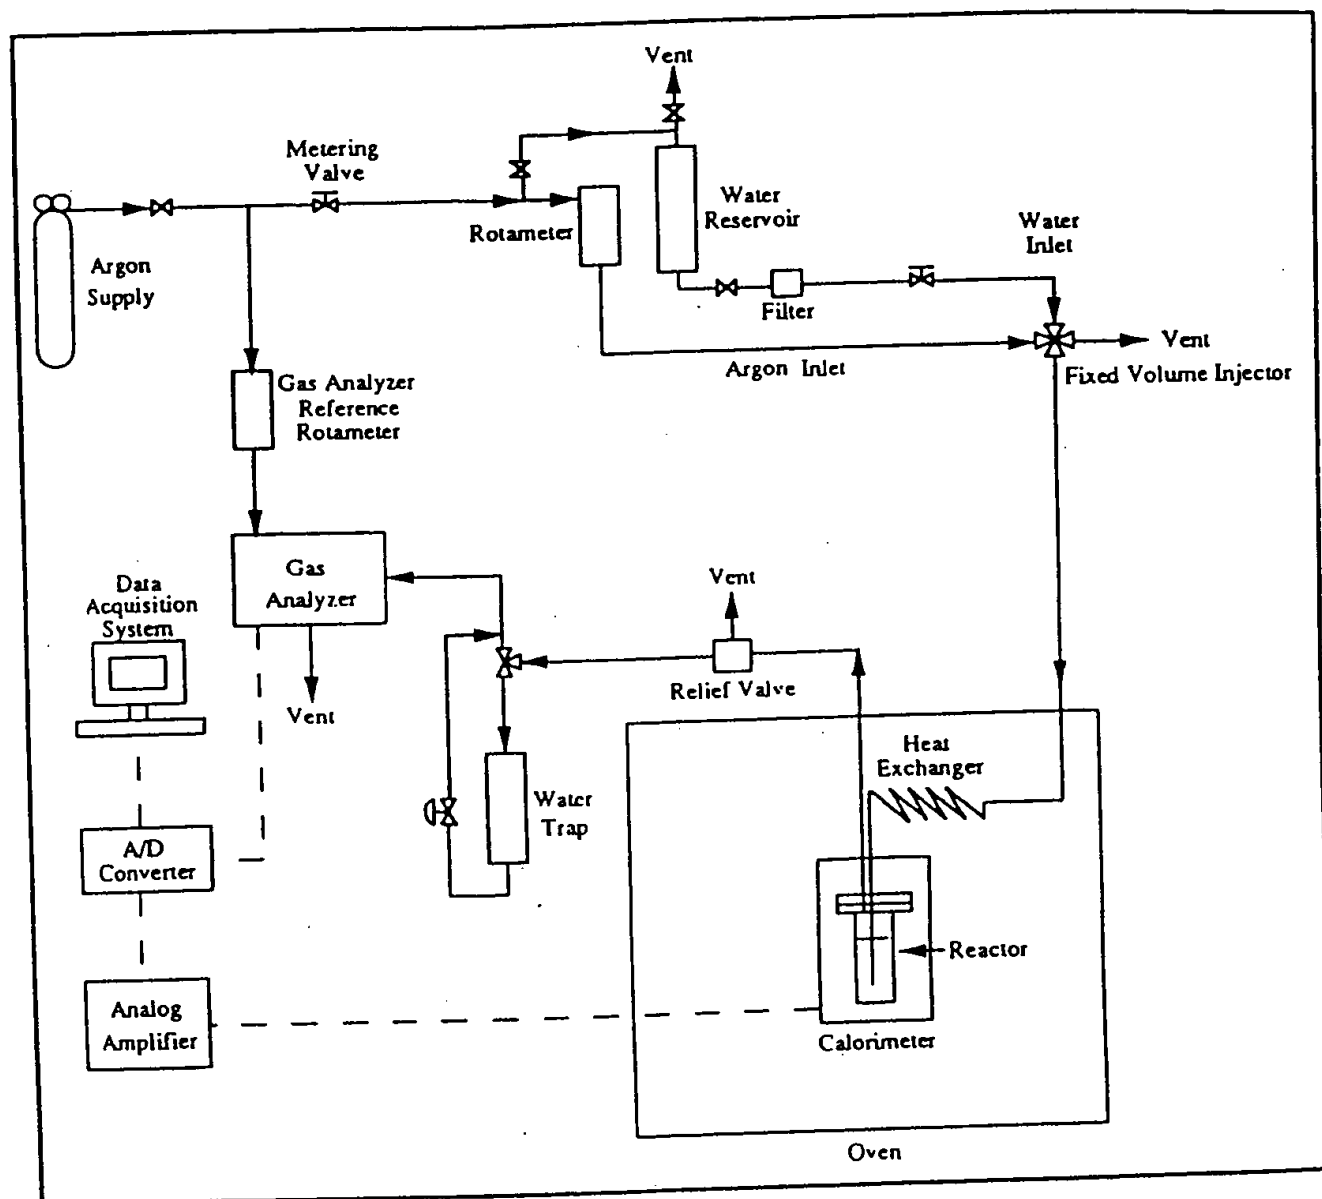 Vent
Metering
Valve
Water
Reservoir
Rotameter
Water
Inlet
Argon
Supply
Filter
Vent
Argon Inlet
Fixed Volume Injector
Gas Analyzer
Reference
Rotameter
Gas
Analyzer
Data
Acquisition
System
Vent
Relief Valve
Vent
Heat
Exchanger
Water
Trap
A/D
Converter
Reactor
Analog
Amplifier
Calorimeter
Oven